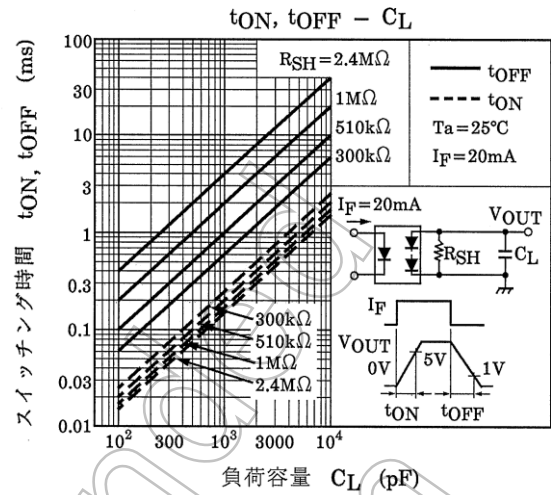 tON, tOFF − CL
スイッチング時間 tON, tOFF (ms)
100
30
10
3
1
0.3
0.1
0.03
0.01
RSH=2.4MΩ
1MΩ
510kΩ
300kΩ
300kΩ
510kΩ
1MΩ
2.4MΩ
tOFF
tON
Ta=25℃
IF=20mA
IF=20mA
VOUT
RSH
CL
IF
VOUT
0V
5V
1V
tON
tOFF
10²
300
10³
3000
10⁴
負荷容量 CL (pF)